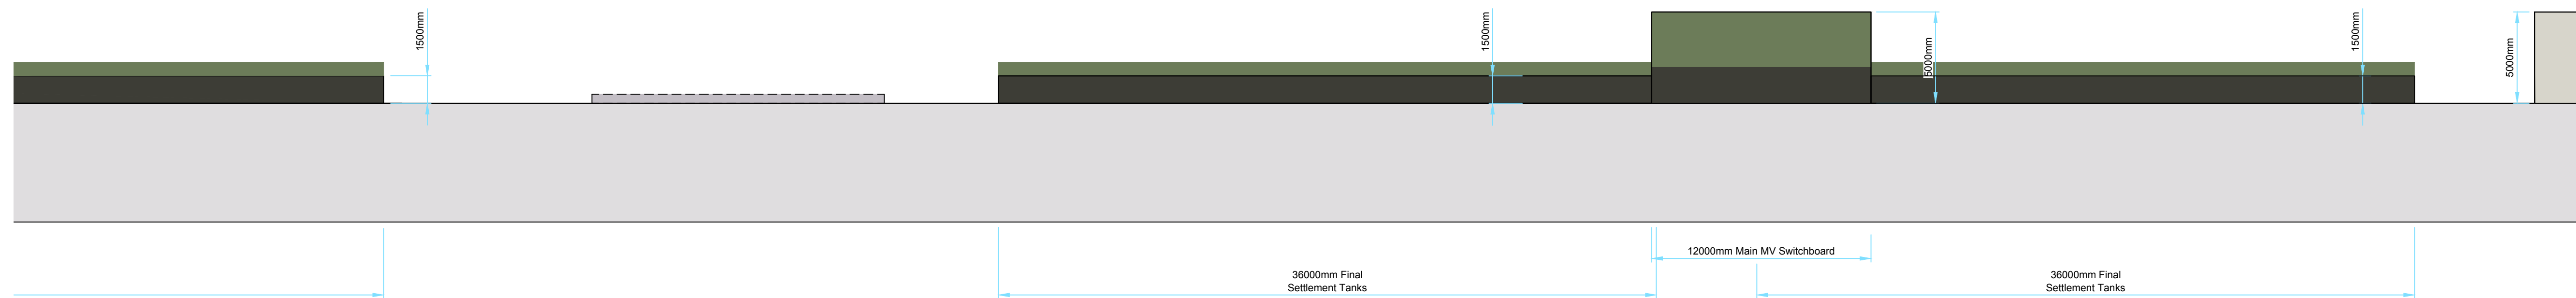 1500mm
1500mm
5000mm
1500mm
5000mm
12000mm Main MV Switchboard
36000mm Final
Settlement Tanks
36000mm Final
Settlement Tanks